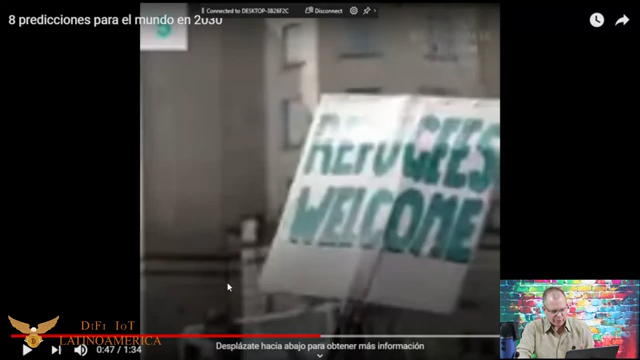 Connected to DESKTOP-3B26F2C
Disconnect
8 predicciones para el mundo en 2030
REFUGEES
WELCOME
DiFi IoT
LATINOAMERICA
0:47 / 1:34
Desplázate hacia abajo para obtener más información